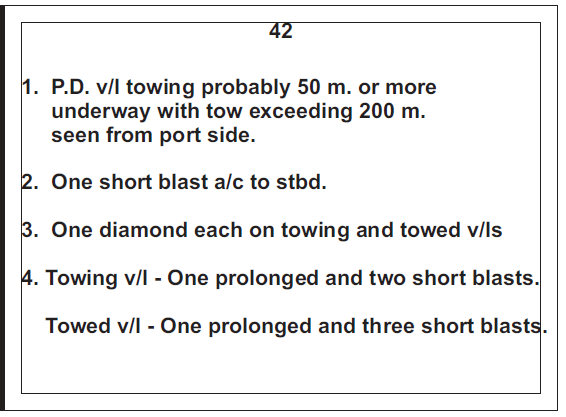 42
1. P.D. v/l towing probably 50 m. or more
underway with tow exceeding 200 m.
seen from port side.
2. One short blast a/c to stbd.
3. One diamond each on towing and towed v/ls
4. Towing v/l - One prolonged and two short blasts.
Towed v/l - One prolonged and three short blasts.